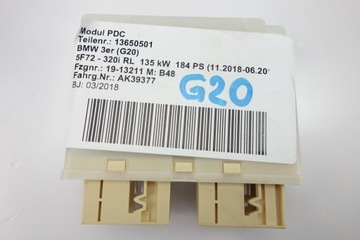 Modul PDC
Teilenr.: 13650501
BMW 3er (G20)
5F72 - 320i RL 135 kW 184 PS (11.2018-06.20
Fzgnr.: 19-13211 M: B48
Fahrg.Nr.: AK39377
BJ: 03/2018
G20